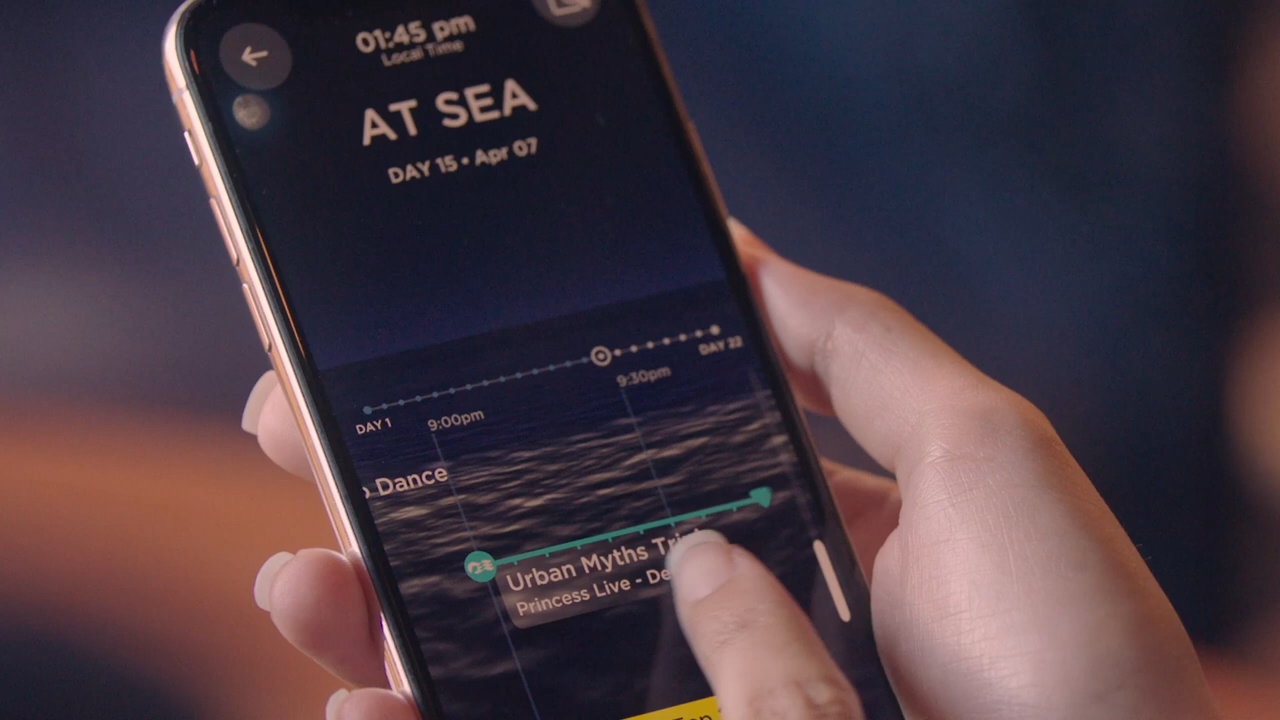 01:45 pm
Local Time
AT SEA
DAY 15 • Apr 07
DAY 1
DAY 22
9:00pm
9:30pm
Dance
Urban Myths
Princess Live -